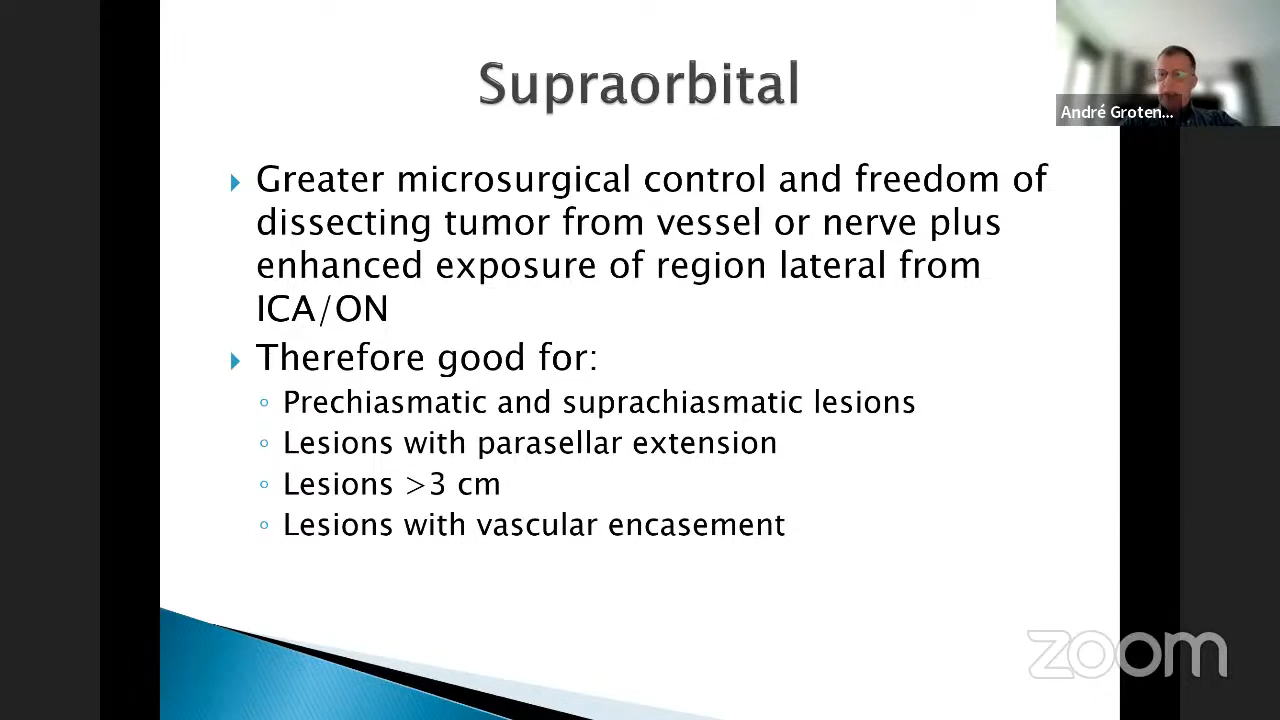 Supraorbital
André Groten...
Greater microsurgical control and freedom of
dissecting tumor from vessel or nerve plus
enhanced exposure of region lateral from
ICA/ON
Therefore good for:
Prechiasmatic and suprachiasmatic lesions
Lesions with parasellar extension
Lesions >3 cm
Lesions with vascular encasement
zoom